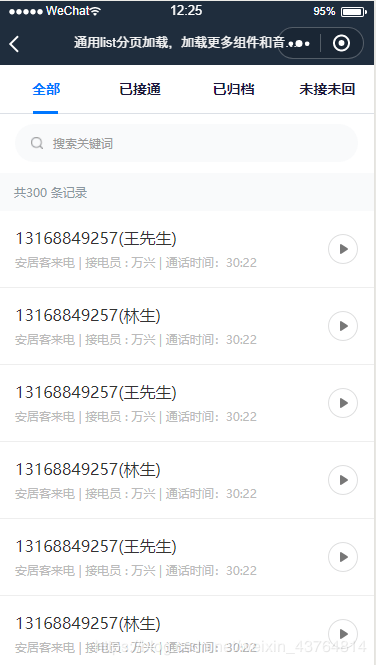 WeChat 12:25 95%
通用list分页加载，加载更多组件和音...
全部 已接通 已归档 未接未回
搜索关键词
共300 条记录
13168849257(王先生)
安居客来电 | 接电员 : 万兴 | 通话时间： 30:22
13168849257(林生)
安居客来电 | 接电员 : 万兴 | 通话时间： 30:22
13168849257(王先生)
安居客来电 | 接电员 : 万兴 | 通话时间： 30:22
13168849257(林生)
安居客来电 | 接电员 : 万兴 | 通话时间： 30:22
13168849257(王先生)
安居客来电 | 接电员 : 万兴 | 通话时间： 30:22
13168849257(林生)
安居客来电 | 接电员 : 万兴 | 通话时间： 30:22